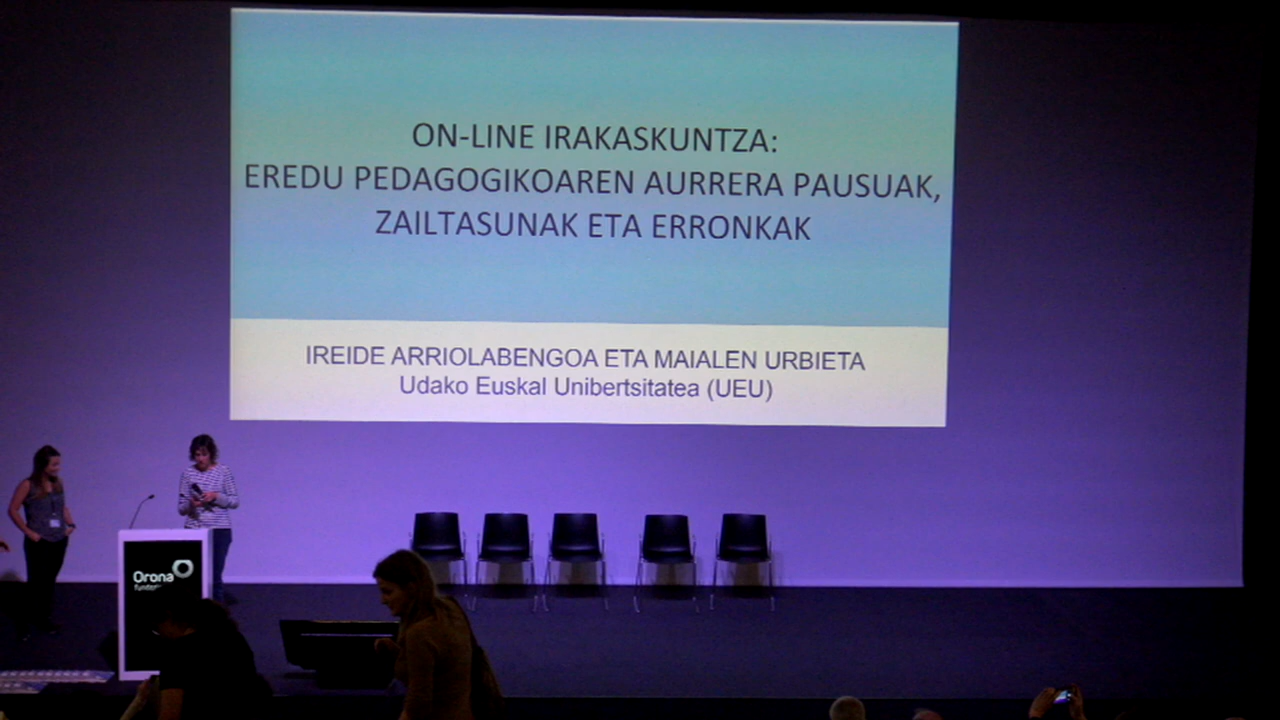 ON-LINE IRAKASKUNTZA:
EREDU PEDAGOGIKOAREN AURRERA PAUSUAK,
ZAILTASUNAK ETA ERRONKAK
IREIDE ARRIOLABENGOA ETA MAIALEN URBIETA
Udako Euskal Unibertsitatea (UEU)
Orona